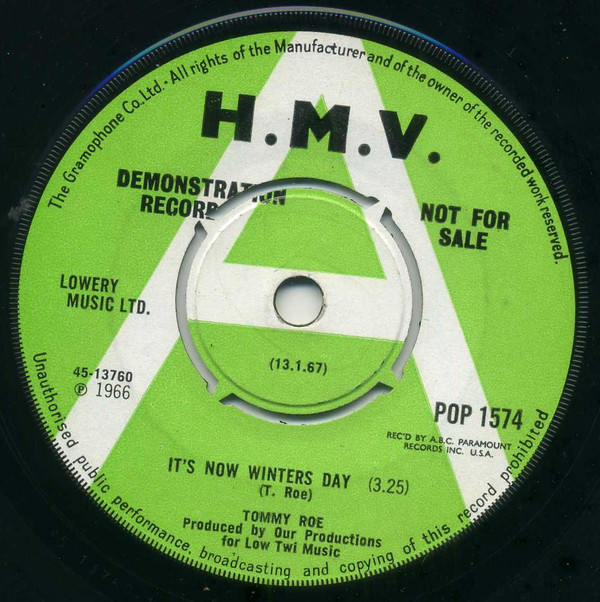 The Gramophone Co., Ltd. · All rights of the Manufacturer and of the owner of the recorded work reserved.
H.M.V.
DEMONSTRATION
RECORD
NOT FOR
SALE
LOWERY
MUSIC LTD.
(13.1.67)
45-13760
℗ 1966
POP 1574
REC'D BY A.B.C. PARAMOUNT
RECORDS INC. U.S.A.
IT'S NOW WINTERS DAY (3.25)
(T. Roe)
TOMMY ROE
Produced by Our Productions
for Low Twi Music
Unauthorised public performance, broadcasting and copying of this record prohibited